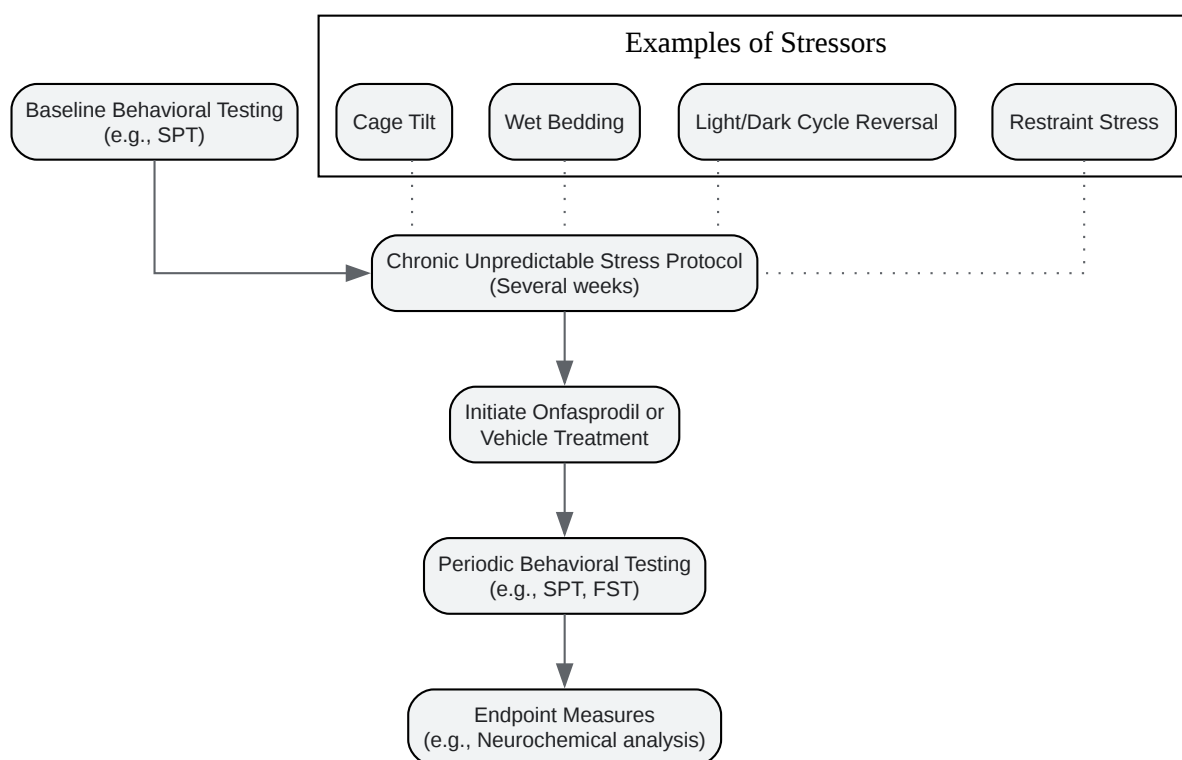 Examples of Stressors
Baseline Behavioral Testing
(e.g., SPT)
Cage Tilt
Wet Bedding
Light/Dark Cycle Reversal
Restraint Stress
Chronic Unpredictable Stress Protocol
(Several weeks)
Initiate Onfasprodil or
Vehicle Treatment
Periodic Behavioral Testing
(e.g., SPT, FST)
Endpoint Measures
(e.g., Neurochemical analysis)